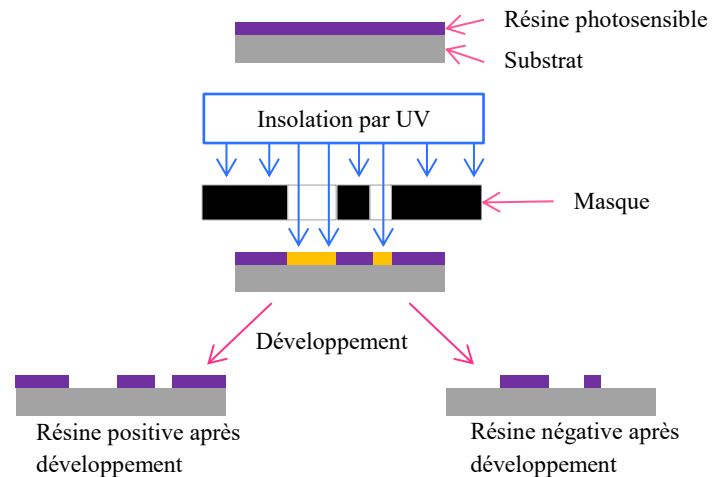 Résine photosensible
Substrat
Insolation par UV
Masque
Développement
Résine positive après
développement
Résine négative après
développement